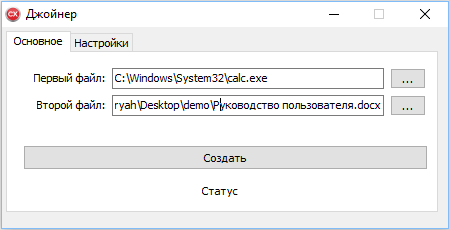 CX Джойнер
Основное Настройки
Первый файл: C:\Windows\System32\calc.exe ...
Второй файл: ryah\Desktop\demo\Руководство пользователя.docx ...
Создать
Статус